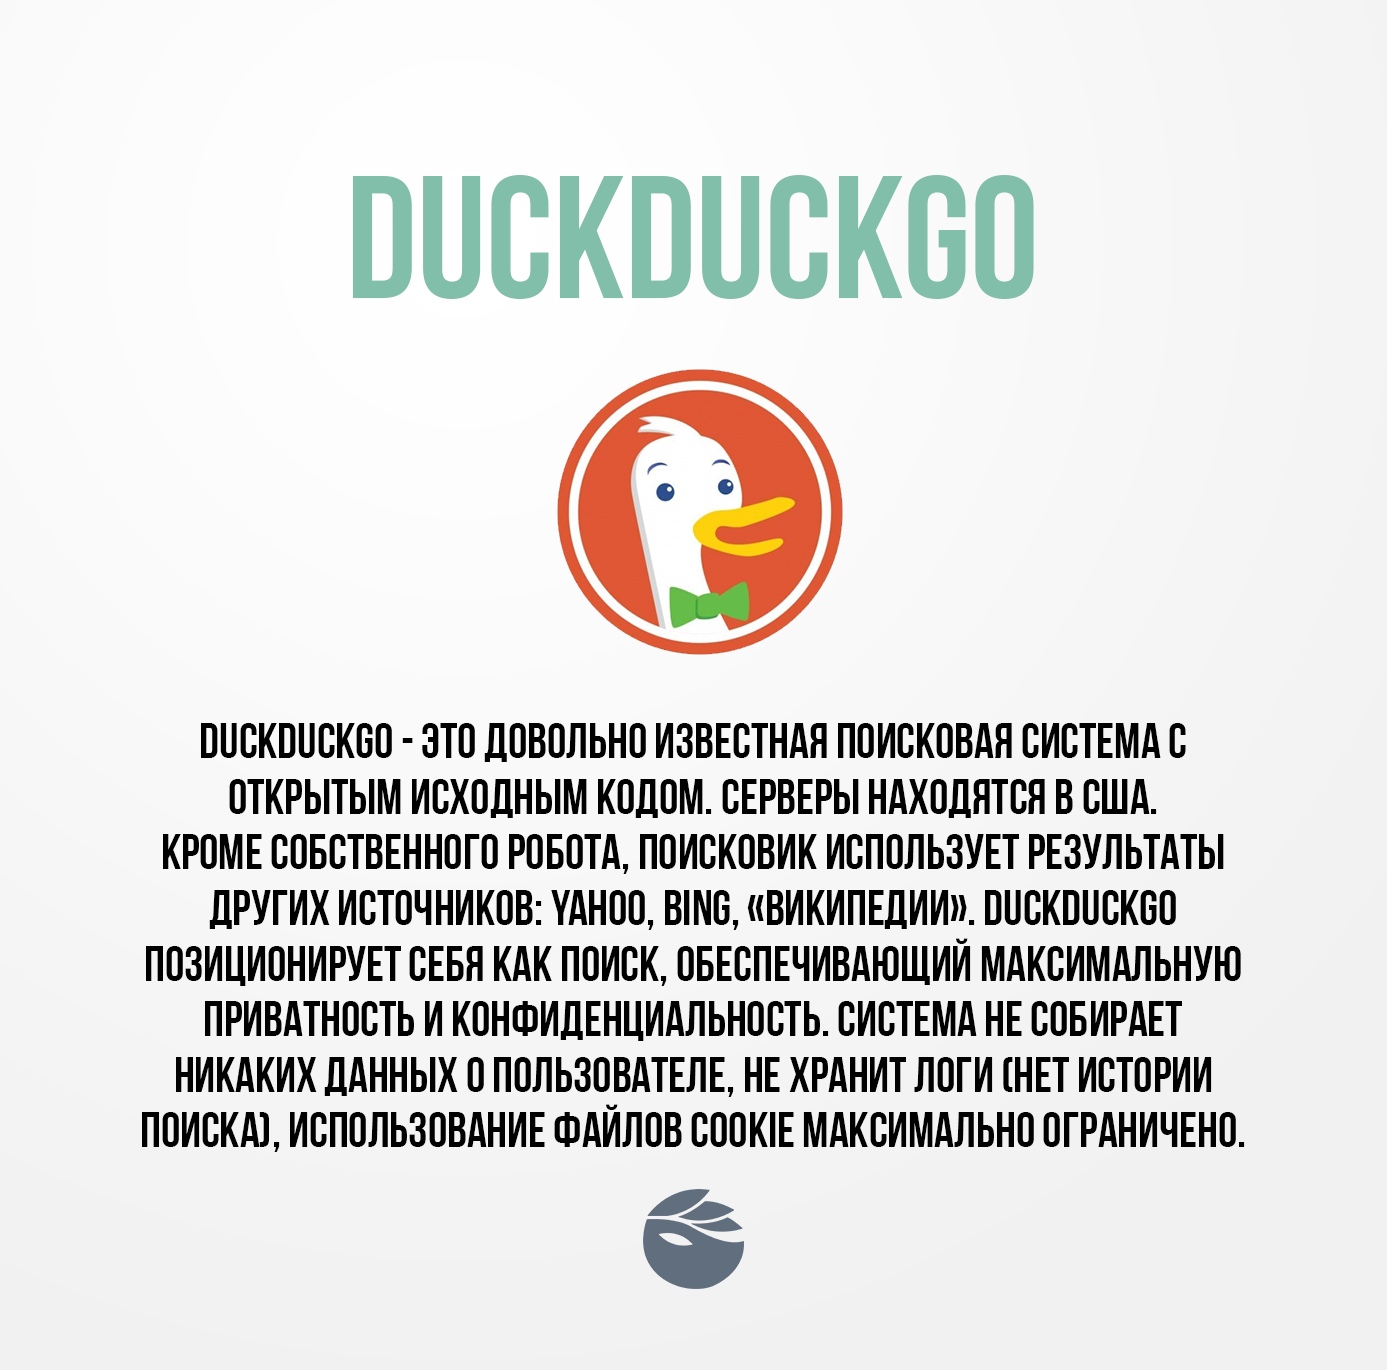 DUCKDUCKGO
DUCKDUCKGO - ЭТО ДОВОЛЬНО ИЗВЕСТНАЯ ПОИСКОВАЯ СИСТЕМА С
ОТКРЫТЫМ ИСХОДНЫМ КОДОМ. СЕРВЕРЫ НАХОДЯТСЯ В США.
КРОМЕ СОБСТВЕННОГО РОБОТА, ПОИСКОВИК ИСПОЛЬЗУЕТ РЕЗУЛЬТАТЫ
ДРУГИХ ИСТОЧНИКОВ: YAHOO, BING, «ВИКИПЕДИИ». DUCKDUCKGO
ПОЗИЦИОНИРУЕТ СЕБЯ КАК ПОИСК, ОБЕСПЕЧИВАЮЩИЙ МАКСИМАЛЬНУЮ
ПРИВАТНОСТЬ И КОНФИДЕНЦИАЛЬНОСТЬ. СИСТЕМА НЕ СОБИРАЕТ
НИКАКИХ ДАННЫХ О ПОЛЬЗОВАТЕЛЕ, НЕ ХРАНИТ ЛОГИ (НЕТ ИСТОРИИ
ПОИСКА), ИСПОЛЬЗОВАНИЕ ФАЙЛОВ COOKIE МАКСИМАЛЬНО ОГРАНИЧЕНО.